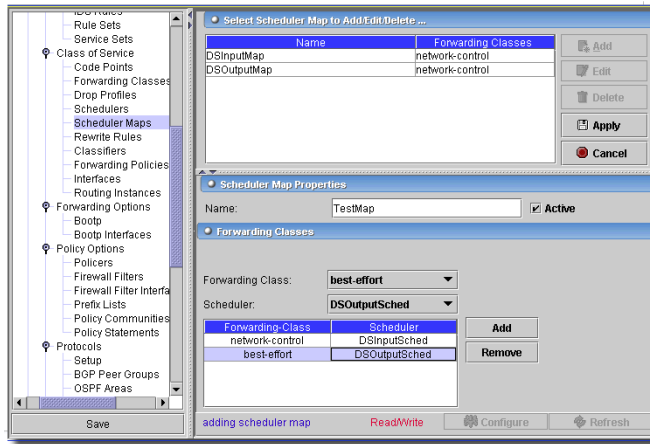 IDS Rules
Rule Sets
Service Sets
Class of Service
Code Points
Forwarding Classes
Drop Profiles
Schedulers
Scheduler Maps
Rewrite Rules
Classifiers
Forwarding Policies
Interfaces
Routing Instances
Forwarding Options
Bootp
Bootp Interfaces
Policy Options
Policers
Firewall Filters
Firewall Filter Interfa
Prefix Lists
Policy Communities
Policy Statements
Protocols
Setup
BGP Peer Groups
OSPF Areas
Save
Select Scheduler Map to Add/Edit/Delete ...
Name Forwarding Classes
DSInputMap network-control
DSOutputMap network-control
Add
Edit
Delete
Apply
Cancel
Scheduler Map Properties
Name: TestMap Active
Forwarding Classes
Forwarding Class: best-effort
Scheduler: DSOutputSched
Forwarding-Class Scheduler
network-control DSInputSched
best-effort DSOutputSched
Add
Remove
adding scheduler map Read/Write Configure Refresh